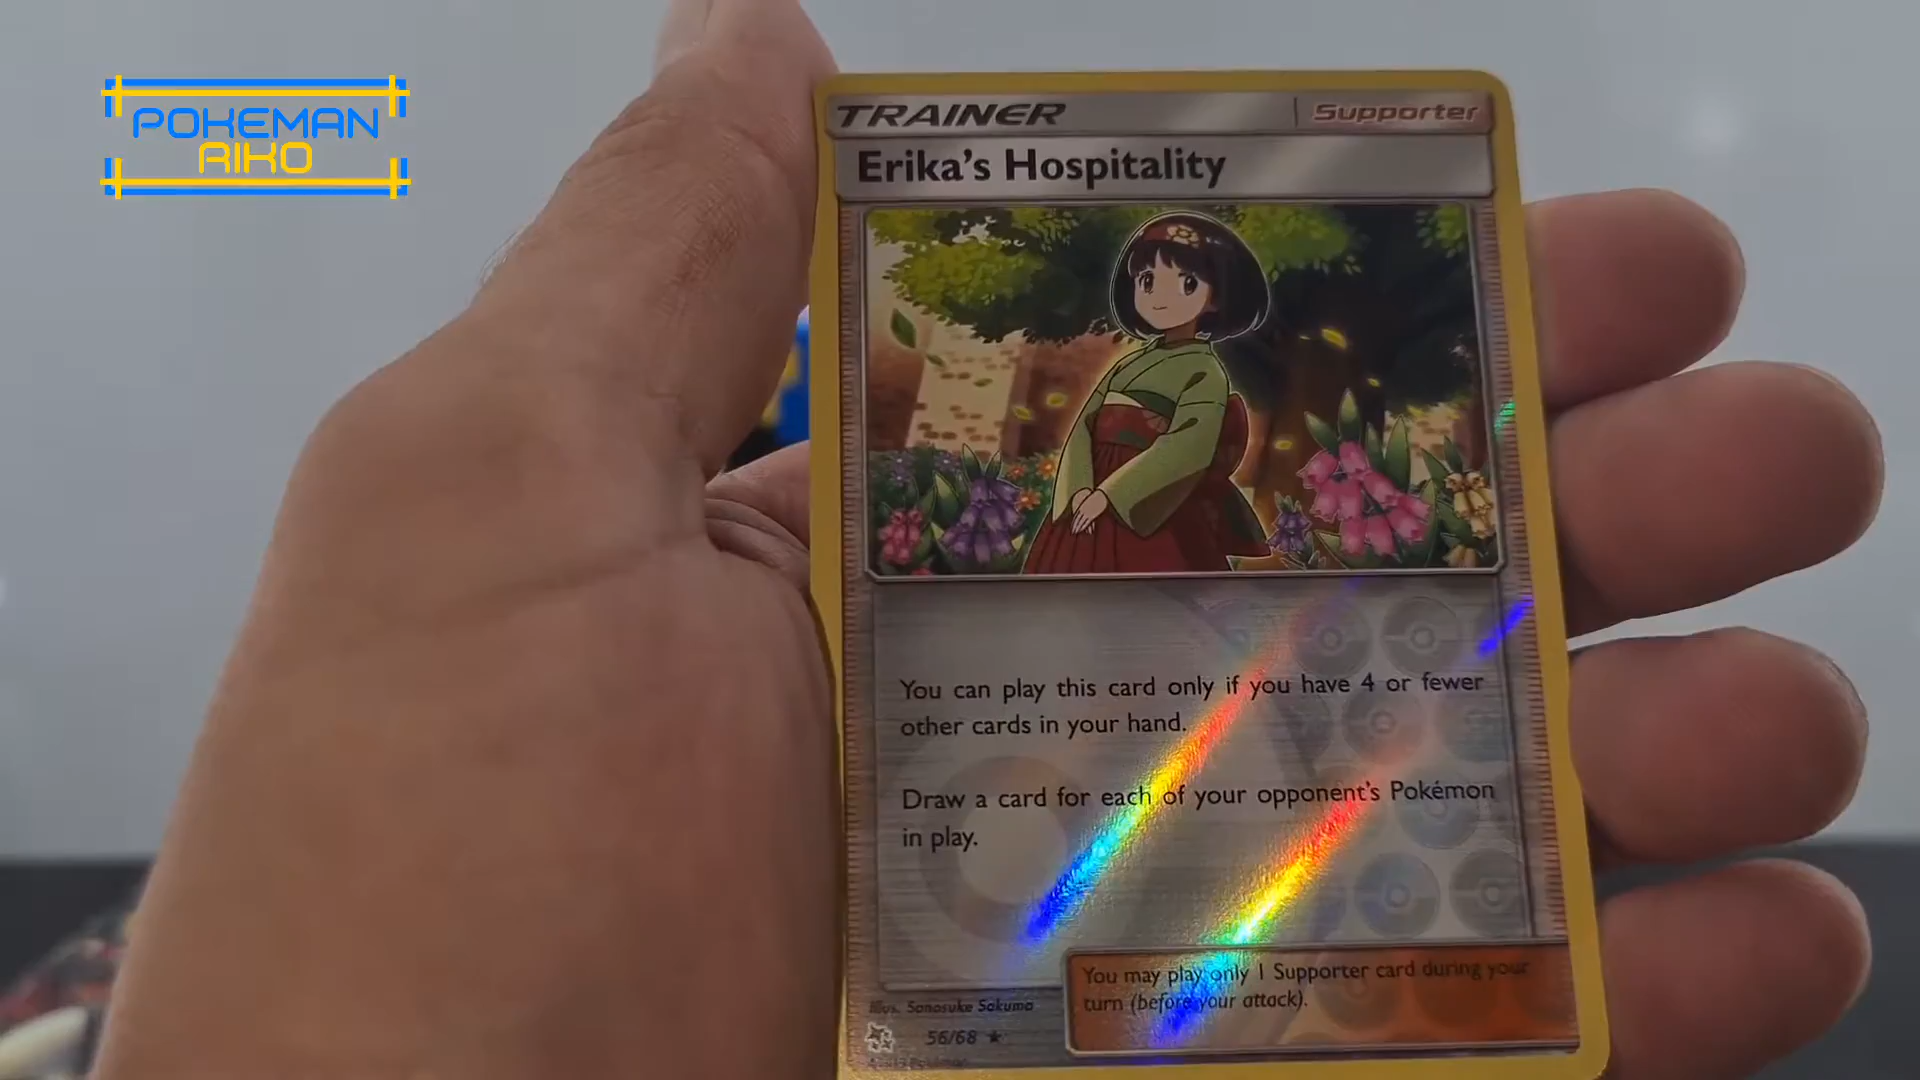 POKEMAN
RIKO
TRAINER
Supporter
Erika's Hospitality
You can play this card only if you have 4 or fewer
other cards in your hand.
Draw a card for each of your opponent's Pokémon
in play.
You may play only 1 Supporter card during your
turn (before your attack).
Illus. Sanosuke Sakuma
56/68 ★